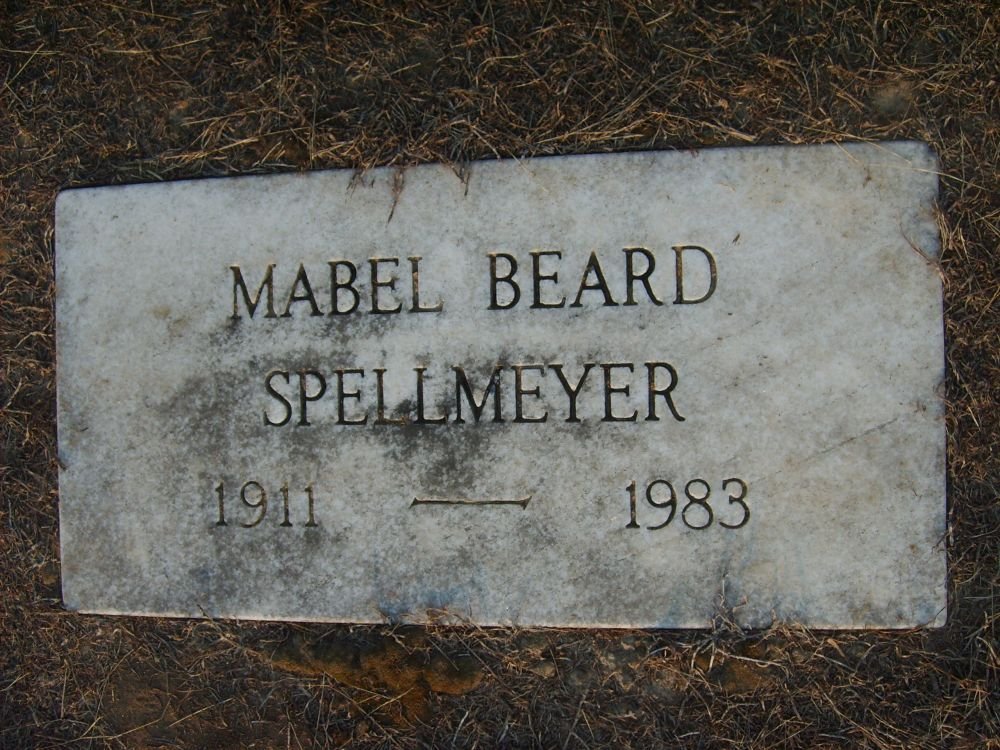 MABEL BEARD
SPELLMEYER
1911 — 1983